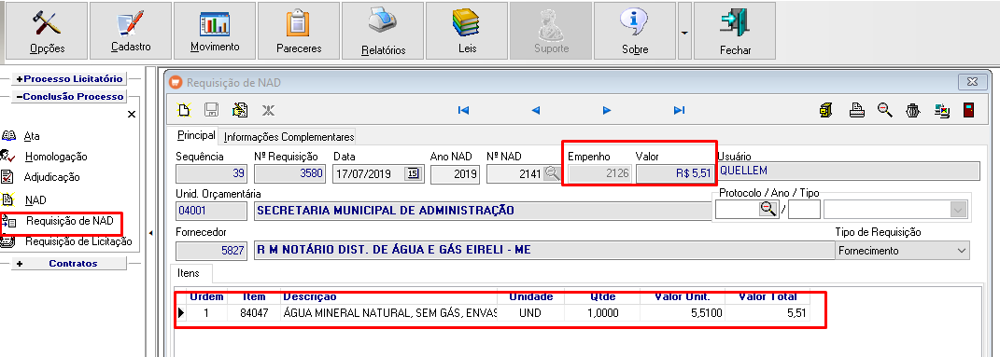 Opções Cadastro Movimento Pareceres Relatórios Leis Suporte Sobre Fechar
+Processo Licitatório
−Conclusão Processo
Ata
Homologação
Adjudicação
NAD
Requisição de NAD
Requisição de Licitação
+ Contratos
Requisição de NAD
Principal Informações Complementares
Sequência Nº Requisição Data Ano NAD Nº NAD Empenho Valor Usuário
39 3580 17/07/2019 15 2019 2141 2126 R$ 5,51 QUELLEM
Unid. Orçamentária Protocolo / Ano / Tipo
04001 SECRETARIA MUNICIPAL DE ADMINISTRAÇÃO /
Fornecedor Tipo de Requisição
5827 R M NOTÁRIO DIST. DE ÁGUA E GÁS EIRELI - ME Fornecimento
Itens
Ordem Item Descrição Unidade Qtde Valor Unit. Valor Total
1 84047 ÁGUA MINERAL NATURAL, SEM GÁS, ENVAS UND 1,0000 5,5100 5,51